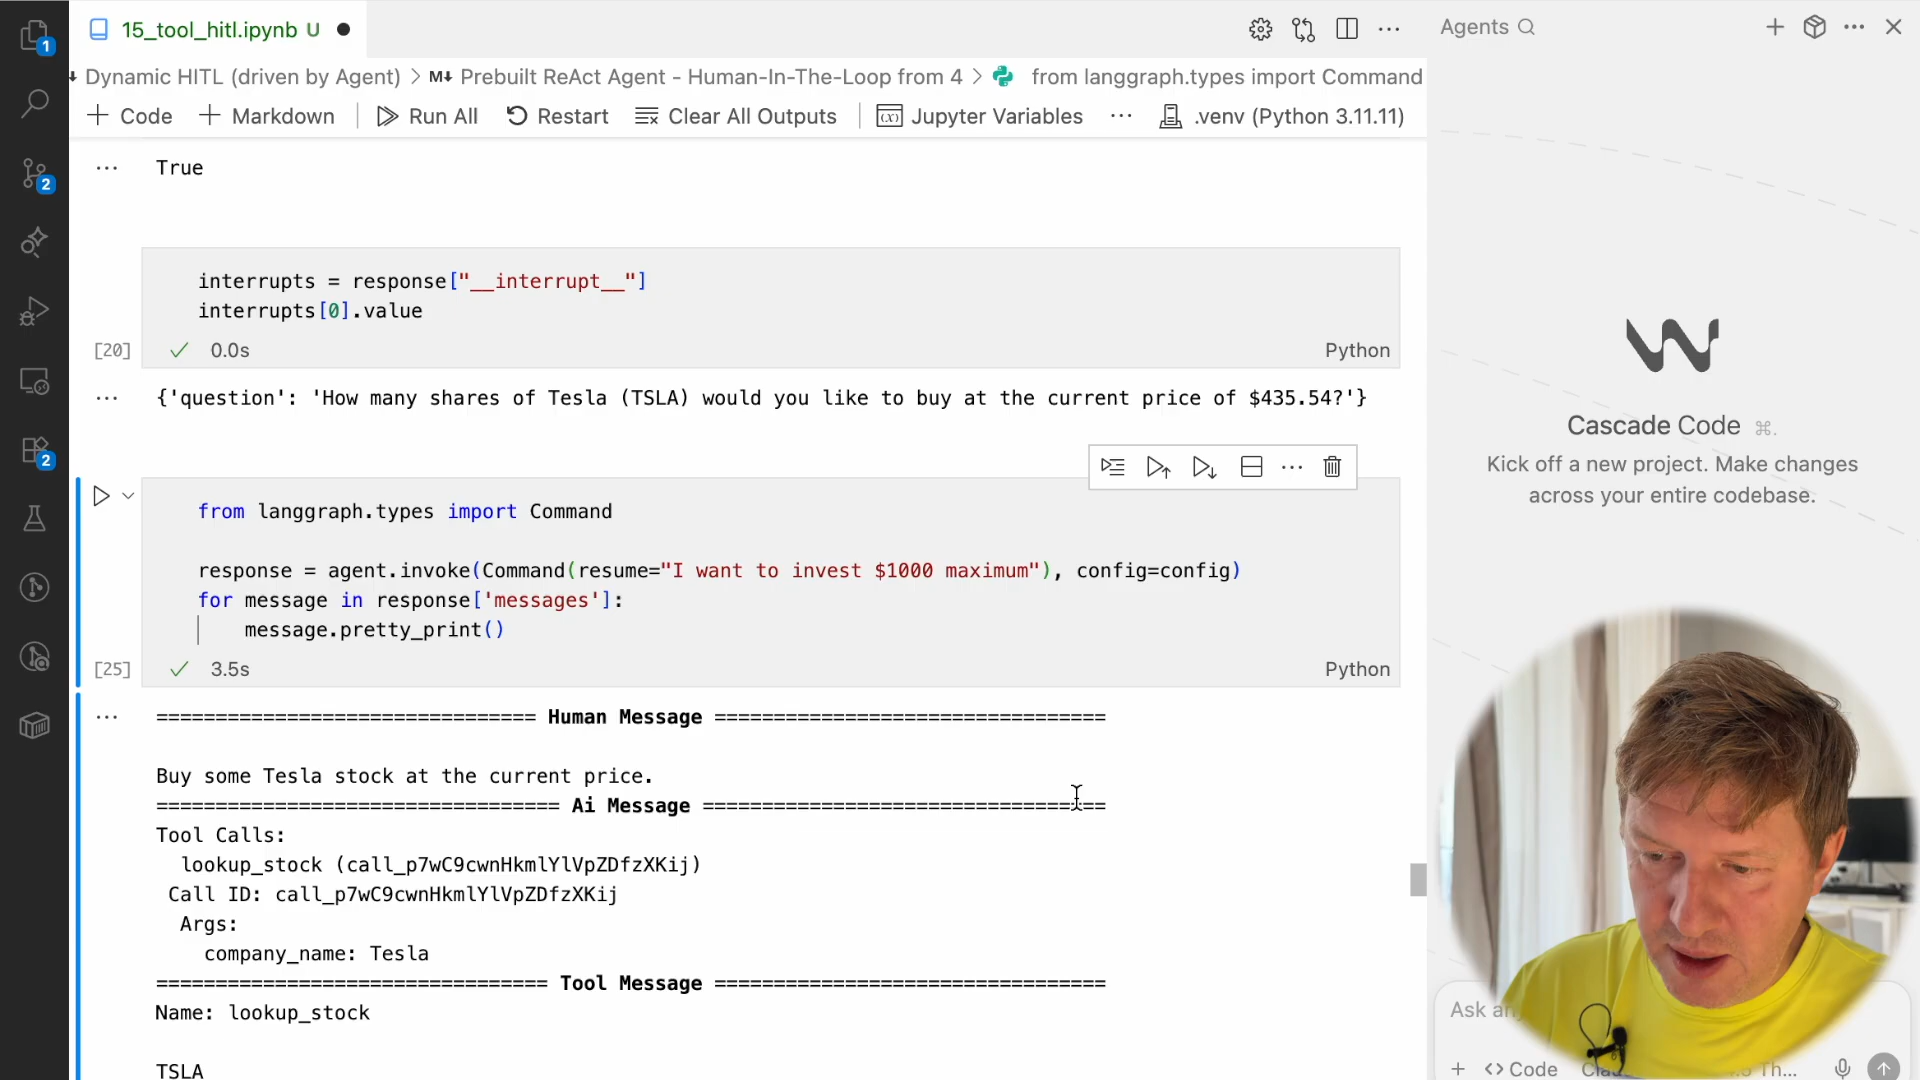 15_tool_hitl.ipynb U
Agents
Dynamic HITL (driven by Agent) > M↓ Prebuilt ReAct Agent - Human-In-The-Loop from 4 > from langgraph.types import Command
+ Code + Markdown Run All Restart Clear All Outputs Jupyter Variables ... .venv (Python 3.11.11)
1
2
2
... True
interrupts = response["__interrupt__"]
interrupts[0].value
[20] ✓ 0.0s Python
... {'question': 'How many shares of Tesla (TSLA) would you like to buy at the current price of $435.54?'}
from langgraph.types import Command
response = agent.invoke(Command(resume="I want to invest $1000 maximum"), config=config)
for message in response['messages']:
message.pretty_print()
[25] ✓ 3.5s Python
... ================================ Human Message =================================
Buy some Tesla stock at the current price.
================================== Ai Message ==================================
Tool Calls:
lookup_stock (call_p7wC9cwnHkmlYlVpZDfzXKij)
Call ID: call_p7wC9cwnHkmlYlVpZDfzXKij
Args:
company_name: Tesla
================================= Tool Message =================================
Name: lookup_stock
TSLA
Cascade Code ⌘.
Kick off a new project. Make changes
across your entire codebase.
Ask
+ <> Code